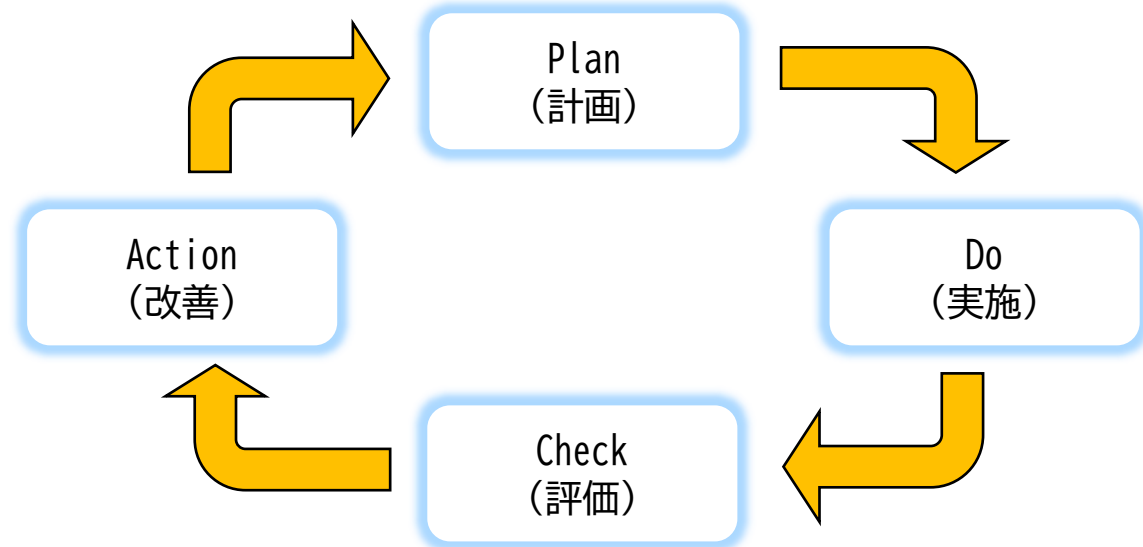 Plan
（計画）
Do
（実施）
Check
（評価）
Action
（改善）